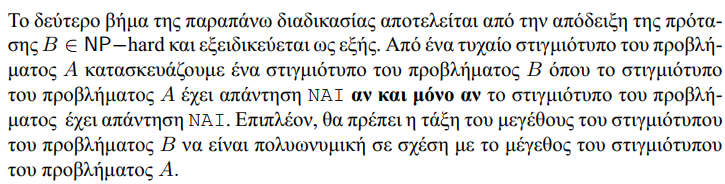 Το δεύτερο βήμα της παραπάνω διαδικασίας αποτελείται από την απόδειξη της πρότα-
σης B ∈ NP−hard και εξειδικεύεται ως εξής. Από ένα τυχαίο στιγμιότυπο του προβλή-
ματος A κατασκευάζουμε ένα στιγμιότυπο του προβλήματος B όπου το στιγμιότυπο
του προβλήματος A έχει απάντηση ΝΑΙ αν και μόνο αν το στιγμιότυπο του προβλή-
ματος έχει απάντηση ΝΑΙ. Επιπλέον, θα πρέπει η τάξη του μεγέθους του στιγμιότυπου
του προβλήματος B να είναι πολυωνυμική σε σχέση με το μέγεθος του στιγμιότυπου
του προβλήματος A.